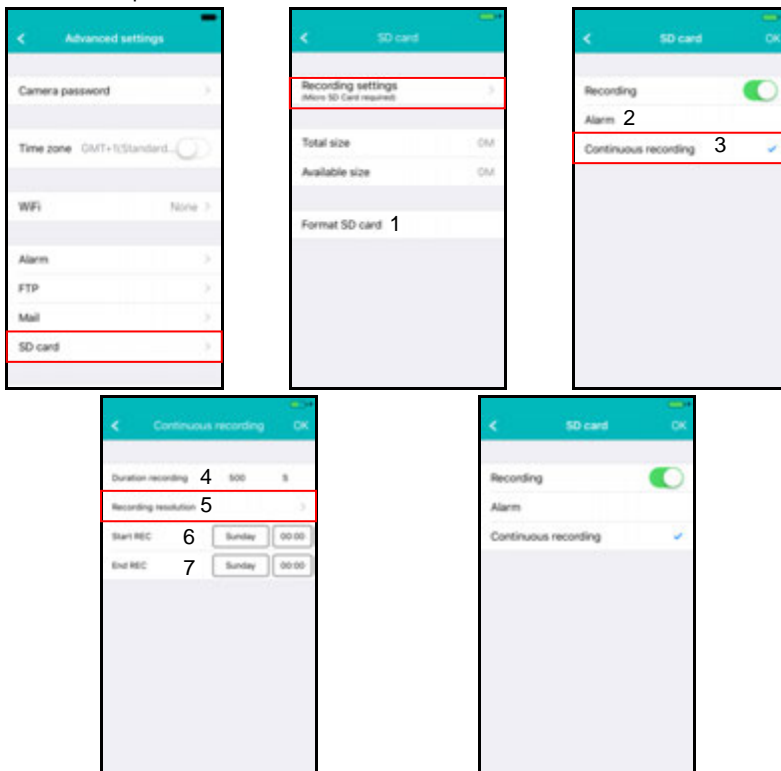 Advanced settings
Camera password
Time zone GMT+1(Standard...
WiFi None
Alarm
FTP
Mail
SD card
SD card
Recording settings
(Micro SD Card required)
Total size 0M
Available size 0M
Format SD card 1
SD card OK
Recording
Alarm 2
Continuous recording 3
Continuous recording OK
Duration recording 4 500 S
Recording resolution 5
Start REC 6 Sunday 00:00
End REC 7 Sunday 00:00
SD card OK
Recording
Alarm
Continuous recording